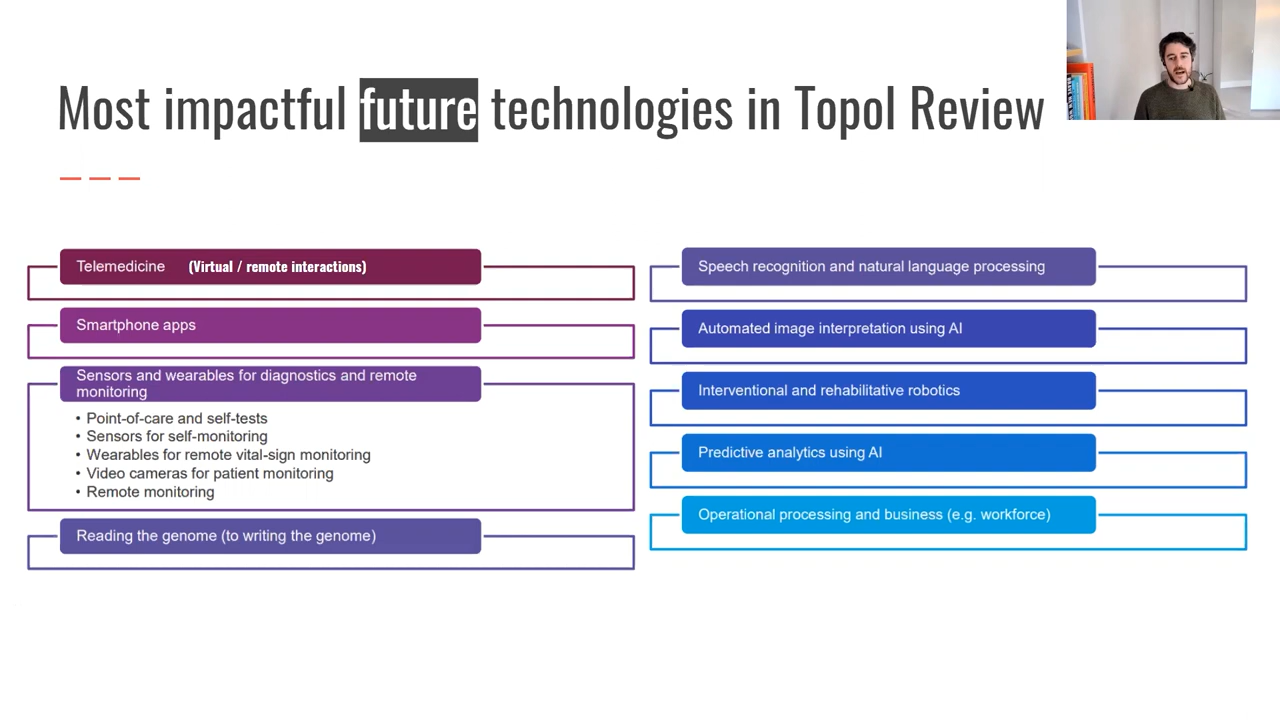 Most impactful future technologies in Topol Review
Telemedicine (Virtual / remote interactions)
Smartphone apps
Sensors and wearables for diagnostics and remote
monitoring
• Point-of-care and self-tests
• Sensors for self-monitoring
• Wearables for remote vital-sign monitoring
• Video cameras for patient monitoring
• Remote monitoring
Reading the genome (to writing the genome)
Speech recognition and natural language processing
Automated image interpretation using AI
Interventional and rehabilitative robotics
Predictive analytics using AI
Operational processing and business (e.g. workforce)